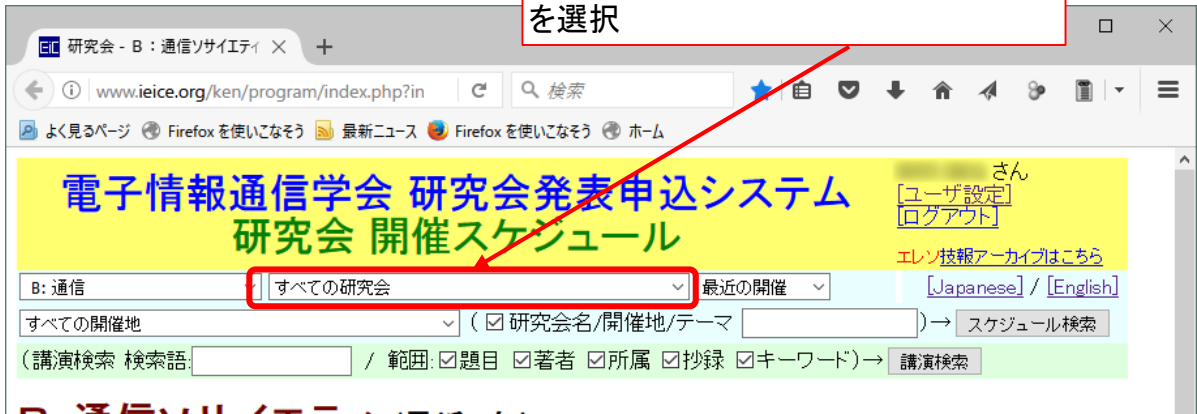 を選択
EiC 研究会 - B：通信ソサイエティ
www.ieice.org/ken/program/index.php?in
検索
よく見るページ Firefox を使いこなそう 最新ニュース Firefox を使いこなそう ホーム
電子情報通信学会 研究会発表申込システム
研究会 開催スケジュール
さん
[ユーザ設定]
[ログアウト]
エレソ技報アーカイブはこちら
B: 通信 すべての研究会 最近の開催 [Japanese] / [English]
すべての開催地 ( ☑ 研究会名/開催地/テーマ )→ スケジュール検索
(講演検索 検索語: / 範囲:☑題目 ☑著者 ☑所属 ☑抄録 ☑キーワード)→ 講演検索